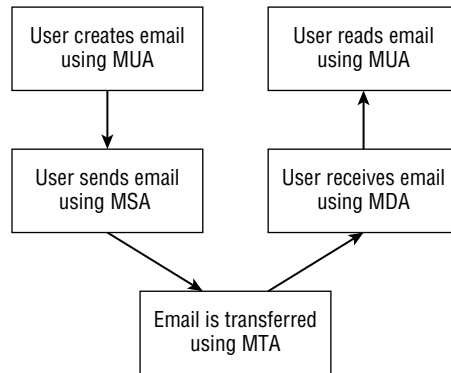 User creates email
using MUA
User reads email
using MUA
User sends email
using MSA
User receives email
using MDA
Email is transferred
using MTA